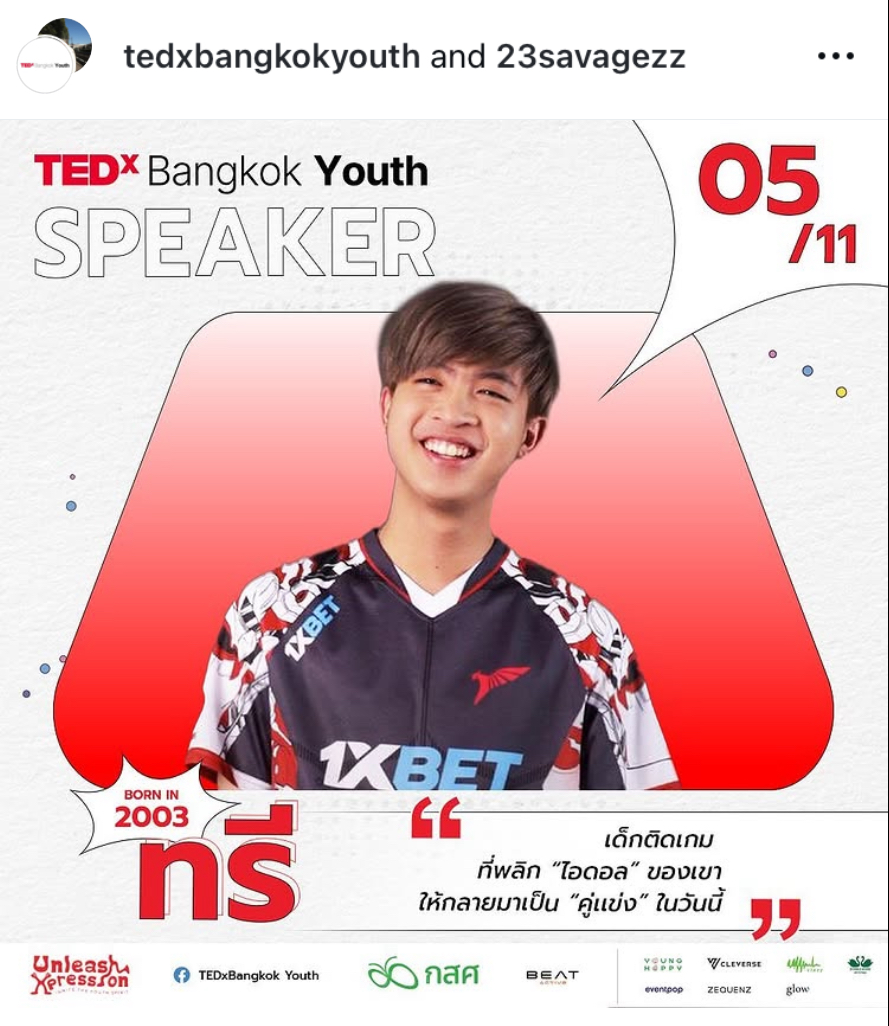 tedxbangkokyouth and 23savagezz
TEDx Bangkok Youth
SPEAKER
05
/11
1XBET
1XBET
BORN IN
2003
ทรี
“ เด็กติดเกม
ที่พลิก “ไอดอล” ของเขา
ให้กลายมาเป็น “คู่แข่ง” ในวันนี้ ”
Unleash
Xpression
TEDxBangkok Youth
กสศ
BEAT
ACTIVE
YOUNG
HAPPY
CLEVERSE
eventpop
ZEQUENZ
glow